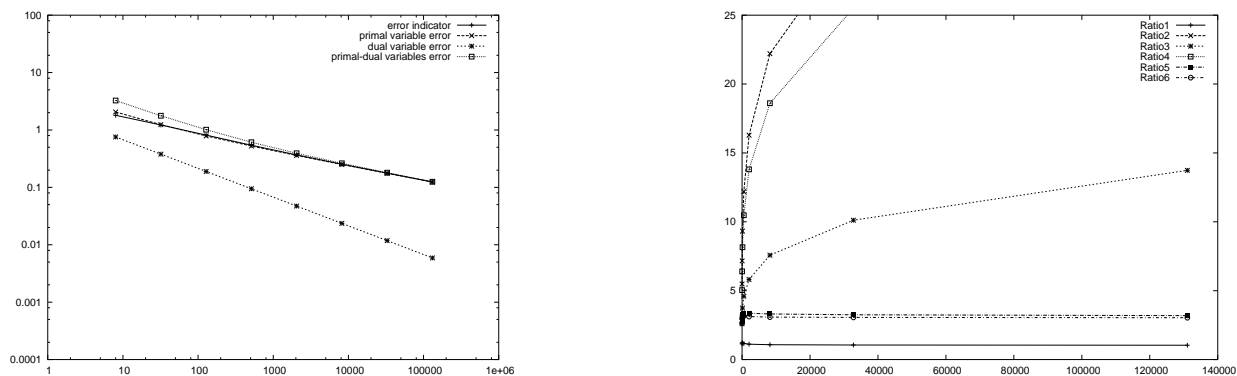 100
10
1
0.1
0.01
0.001
0.0001
1
10
100
1000
10000
100000
1e+06
error indicator
primal variable error
dual variable error
primal-dual variables error
25
20
15
10
5
0
0
20000
40000
60000
80000
100000
120000
140000
Ratio1
Ratio2
Ratio3
Ratio4
Ratio5
Ratio6